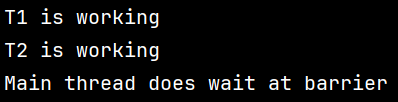 T1 is working
T2 is working
Main thread does wait at barrier